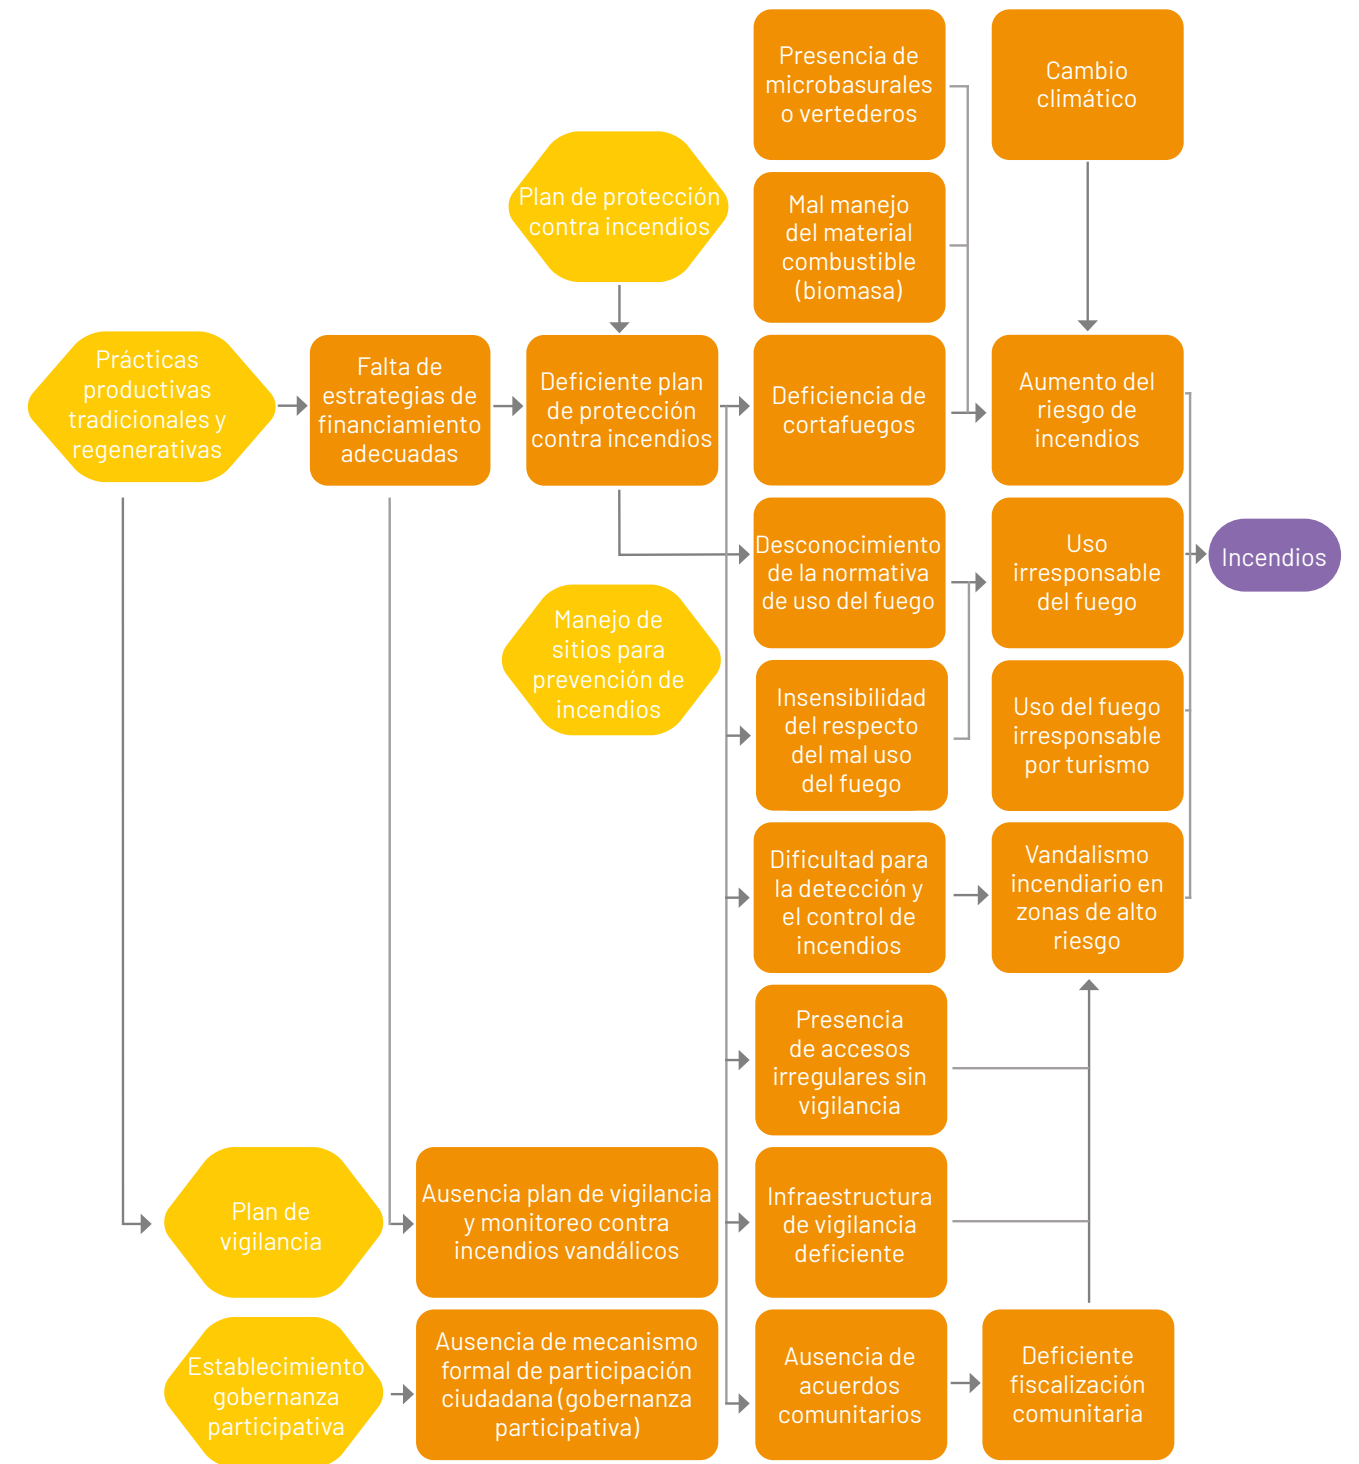 Presencia de
microbasurales
o vertederos
Cambio
climático
Plan de protección
contra incendios
Mal manejo
del material
combustible
(biomasa)
Prácticas
productivas
tradicionales y
regenerativas
Falta de
estrategias de
financiamiento
adecuadas
Deficiente plan
de protección
contra incendios
Deficiencia de
cortafuegos
Aumento del
riesgo de
incendios
Desconocimiento
de la normativa
de uso del fuego
Uso
irresponsable
del fuego
Incendios
Manejo de
sitios para
prevención de
incendios
Insensibilidad
del respecto
del mal uso
del fuego
Uso del fuego
irresponsable
por turismo
Dificultad para
la detección y
el control de
incendios
Vandalismo
incendiario en
zonas de alto
riesgo
Presencia
de accesos
irregulares sin
vigilancia
Plan de
vigilancia
Ausencia plan de vigilancia
y monitoreo contra
incendios vandálicos
Infraestructura
de vigilancia
deficiente
Establecimiento
gobernanza
participativa
Ausencia de mecanismo
formal de participación
ciudadana (gobernanza
participativa)
Ausencia de
acuerdos
comunitarios
Deficiente
fiscalización
comunitaria